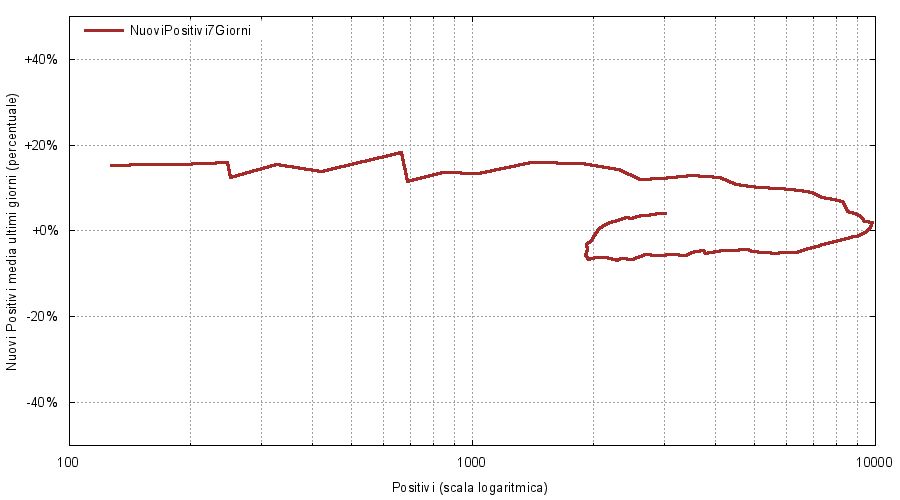 NuoviPositivi7Giorni
+40%
+20%
+0%
-20%
-40%
Nuovi Positivi media ultimi giorni (percentuale)
100
1000
10000
Positivi (scala logaritmica)